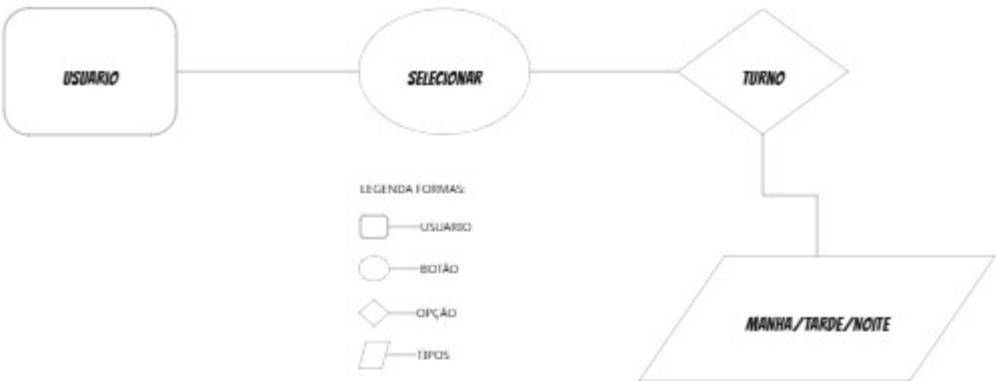 USUARIO
SELECIONAR
TURNO
LEGENDA FORMAS:
USUARIO
BOTÃO
OPÇÃO
TIPOS
MANHA/TARDE/NOITE